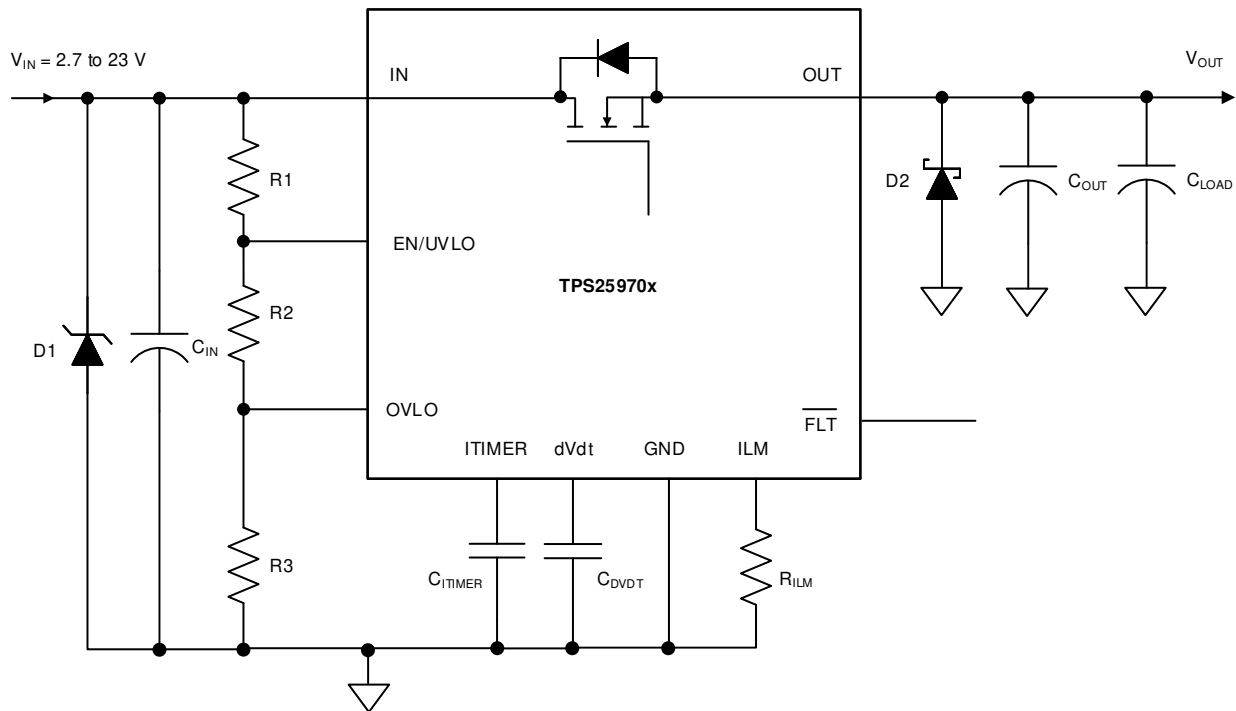 V_IN = 2.7 to 23 V
IN
OUT
V_OUT
R1
D2
C_OUT
C_LOAD
EN/UVLO
TPS25970x
R2
D1
C_IN
OVLO
FLT
ITIMER
dVdt
GND
ILM
R3
C_ITIMER
C_DVDT
R_ILM